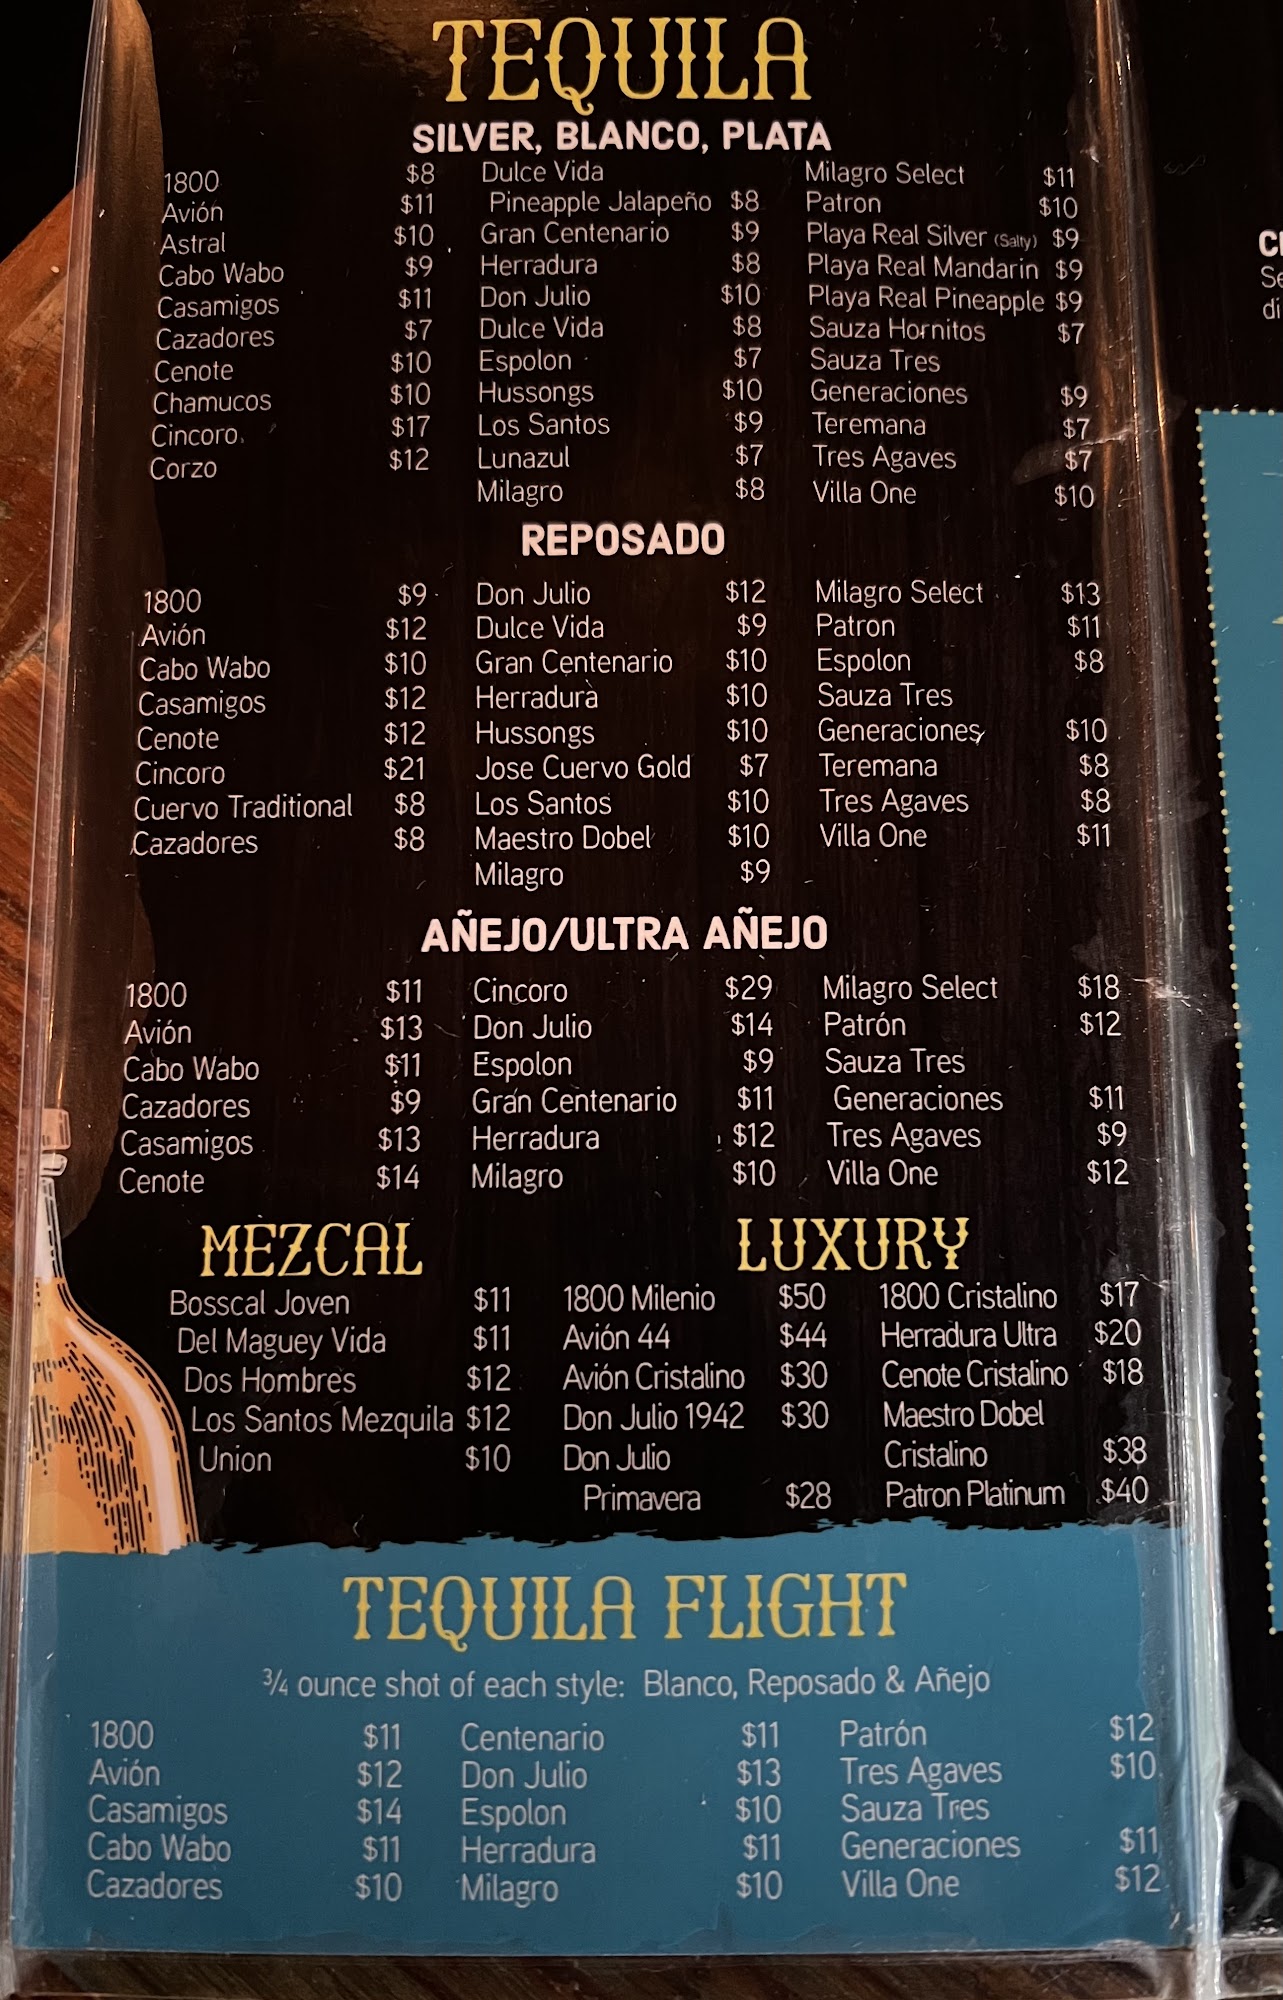 TEQUILA
SILVER, BLANCO, PLATA
1800 $8
Avión $11
Astral $10
Cabo Wabo $9
Casamigos $11
Cazadores $7
Cenote $10
Chamucos $10
Cincoro $17
Corzo $12
Dulce Vida
Pineapple Jalapeño $8
Gran Centenario $9
Herradura $8
Don Julio $10
Dulce Vida $8
Espolon $7
Hussongs $10
Los Santos $9
Lunazul $7
Milagro $8
Milagro Select $11
Patron $10
Playa Real Silver (Salty) $9
Playa Real Mandarin $9
Playa Real Pineapple $9
Sauza Hornitos $7
Sauza Tres
Generaciones $9
Teremana $7
Tres Agaves $7
Villa One $10
REPOSADO
1800 $9
Avión $12
Cabo Wabo $10
Casamigos $12
Cenote $12
Cincoro $21
Cuervo Traditional $8
Cazadores $8
Don Julio $12
Dulce Vida $9
Gran Centenario $10
Herradura $10
Hussongs $10
Jose Cuervo Gold $7
Los Santos $10
Maestro Dobel $10
Milagro $9
Milagro Select $13
Patron $11
Espolon $8
Sauza Tres
Generaciones $10
Teremana $8
Tres Agaves $8
Villa One $11
AÑEJO/ULTRA AÑEJO
1800 $11
Avión $13
Cabo Wabo $11
Cazadores $9
Casamigos $13
Cenote $14
Cincoro $29
Don Julio $14
Espolon $9
Gran Centenario $11
Herradura $12
Milagro $10
Milagro Select $18
Patrón $12
Sauza Tres
Generaciones $11
Tres Agaves $9
Villa One $12
MEZCAL
Bosscal Joven $11
Del Maguey Vida $11
Dos Hombres $12
Los Santos Mezquila $12
Union $10
LUXURY
1800 Milenio $50
Avión 44 $44
Avión Cristalino $30
Don Julio 1942 $30
Don Julio
Primavera $28
1800 Cristalino $17
Herradura Ultra $20
Cenote Cristalino $18
Maestro Dobel
Cristalino $38
Patron Platinum $40
TEQUILA FLIGHT
¾ ounce shot of each style: Blanco, Reposado & Añejo
1800 $11
Avión $12
Casamigos $14
Cabo Wabo $11
Cazadores $10
Centenario $11
Don Julio $13
Espolon $10
Herradura $11
Milagro $10
Patrón $12
Tres Agaves $10
Sauza Tres
Generaciones $11
Villa One $12